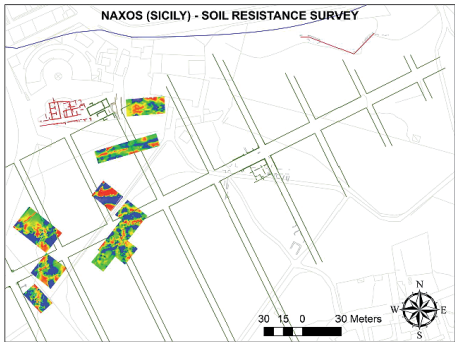 NAXOS (SICILY) - SOIL RESISTANCE SURVEY
N
W E
S
30 15 0 30 Meters